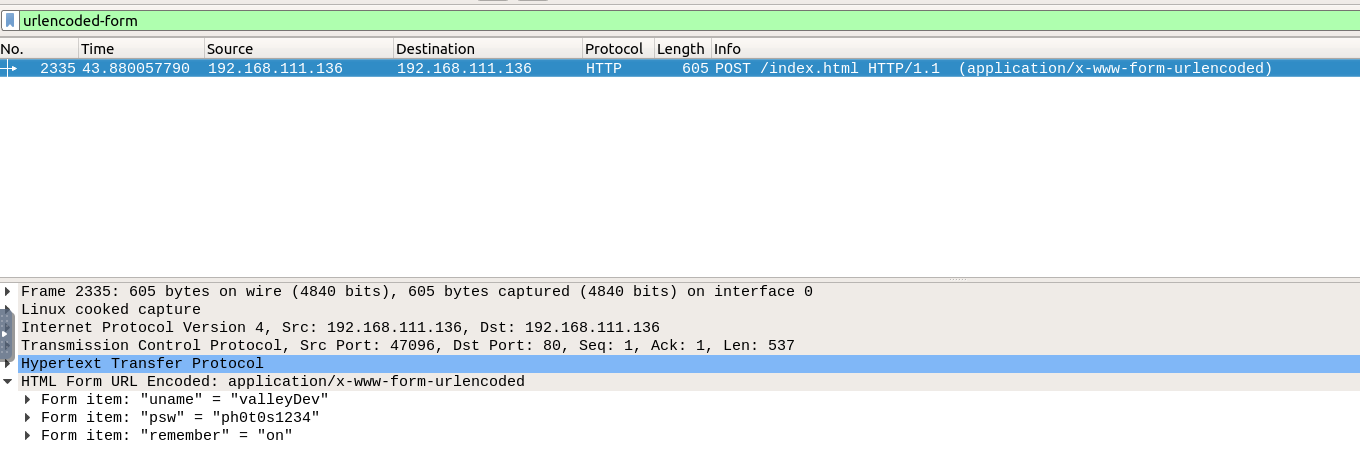 urlencoded-form
No. Time Source Destination Protocol Length Info
2335 43.880057790 192.168.111.136 192.168.111.136 HTTP 605 POST /index.html HTTP/1.1 (application/x-www-form-urlencoded)
Frame 2335: 605 bytes on wire (4840 bits), 605 bytes captured (4840 bits) on interface 0
Linux cooked capture
Internet Protocol Version 4, Src: 192.168.111.136, Dst: 192.168.111.136
Transmission Control Protocol, Src Port: 47096, Dst Port: 80, Seq: 1, Ack: 1, Len: 537
Hypertext Transfer Protocol
HTML Form URL Encoded: application/x-www-form-urlencoded
Form item: "uname" = "valleyDev"
Form item: "psw" = "ph0t0s1234"
Form item: "remember" = "on"